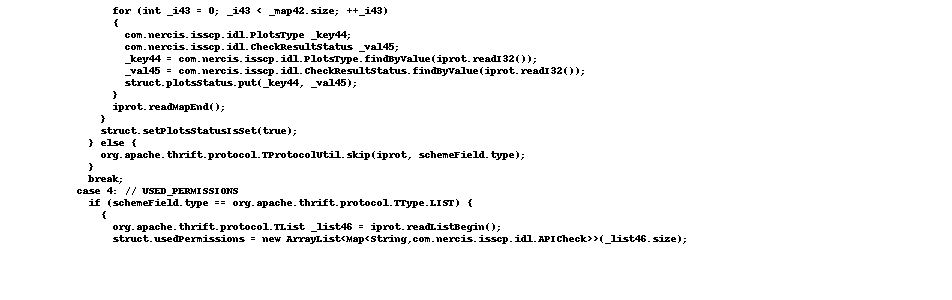 for (int _i43 = 0; _i43 < _map42.size; ++_i43)
{
com.nercis.isscp.idl.PlotsType _key44;
com.nercis.isscp.idl.CheckResultStatus _val45;
_key44 = com.nercis.isscp.idl.PlotsType.findByValue(iprot.readI32());
_val45 = com.nercis.isscp.idl.CheckResultStatus.findByValue(iprot.readI32());
struct.plotsStatus.put(_key44, _val45);
}
iprot.readMapEnd();
}
struct.setPlotsStatusIsSet(true);
} else {
org.apache.thrift.protocol.TProtocolUtil.skip(iprot, schemeField.type);
}
break;
case 4: // USED_PERMISSIONS
if (schemeField.type == org.apache.thrift.protocol.TType.LIST) {
{
org.apache.thrift.protocol.TList _list46 = iprot.readListBegin();
struct.usedPermissions = new ArrayList<Map<String,com.nercis.isscp.idl.APICheck>>(_list46.size);